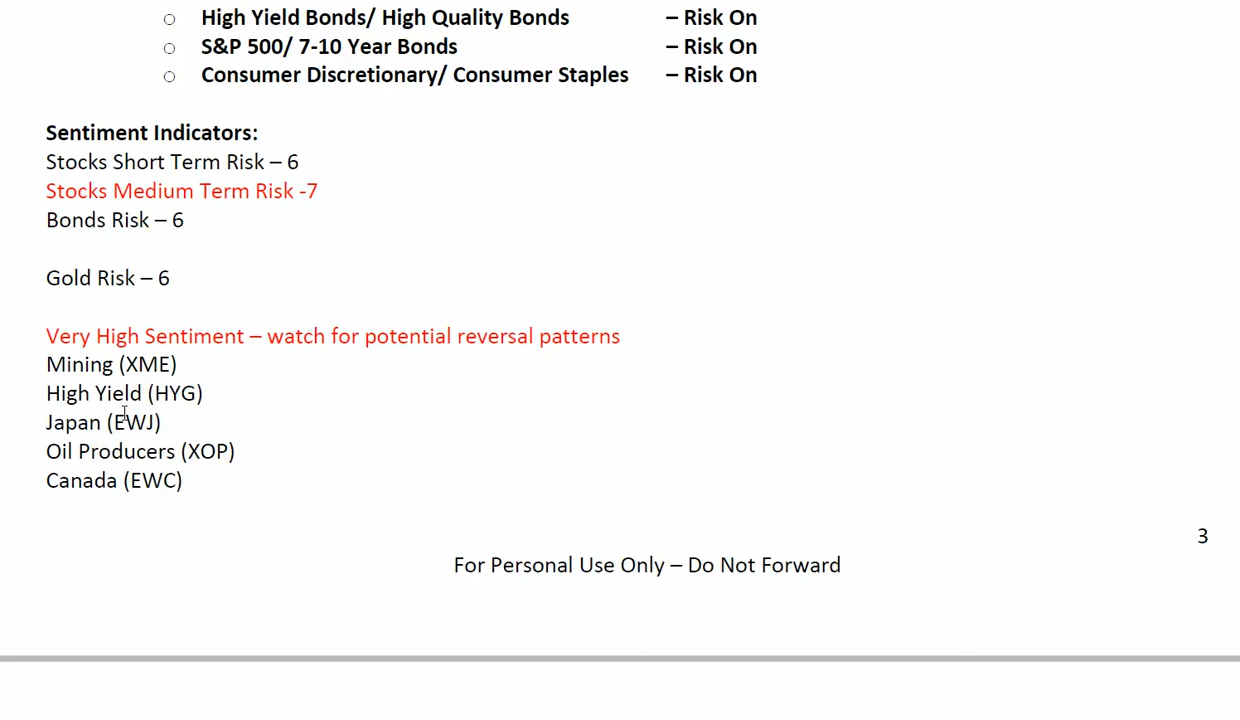 ○ High Yield Bonds/ High Quality Bonds – Risk On
○ S&P 500/ 7-10 Year Bonds – Risk On
○ Consumer Discretionary/ Consumer Staples – Risk On
Sentiment Indicators:
Stocks Short Term Risk – 6
Stocks Medium Term Risk -7
Bonds Risk – 6
Gold Risk – 6
Very High Sentiment – watch for potential reversal patterns
Mining (XME)
High Yield (HYG)
Japan (EWJ)
Oil Producers (XOP)
Canada (EWC)
3
For Personal Use Only – Do Not Forward